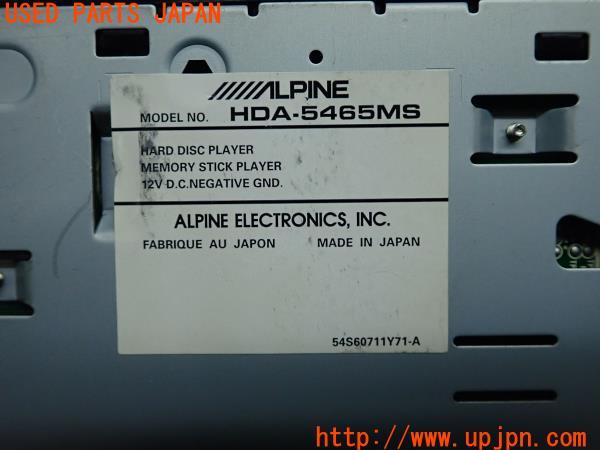 USED PARTS JAPAN
ALPINE
MODEL NO. HDA-5465MS
HARD DISC PLAYER
MEMORY STICK PLAYER
12V D.C.NEGATIVE GND.
ALPINE ELECTRONICS, INC.
FABRIQUE AU JAPON MADE IN JAPAN
54S60711Y71-A
UPJ
http://www.upjpn.com/